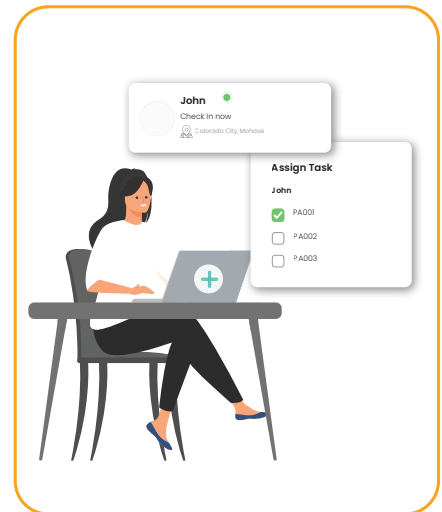 John
Check In now
Colorado City, Mohave
Assign Task
John
PA001
PA002
PA003